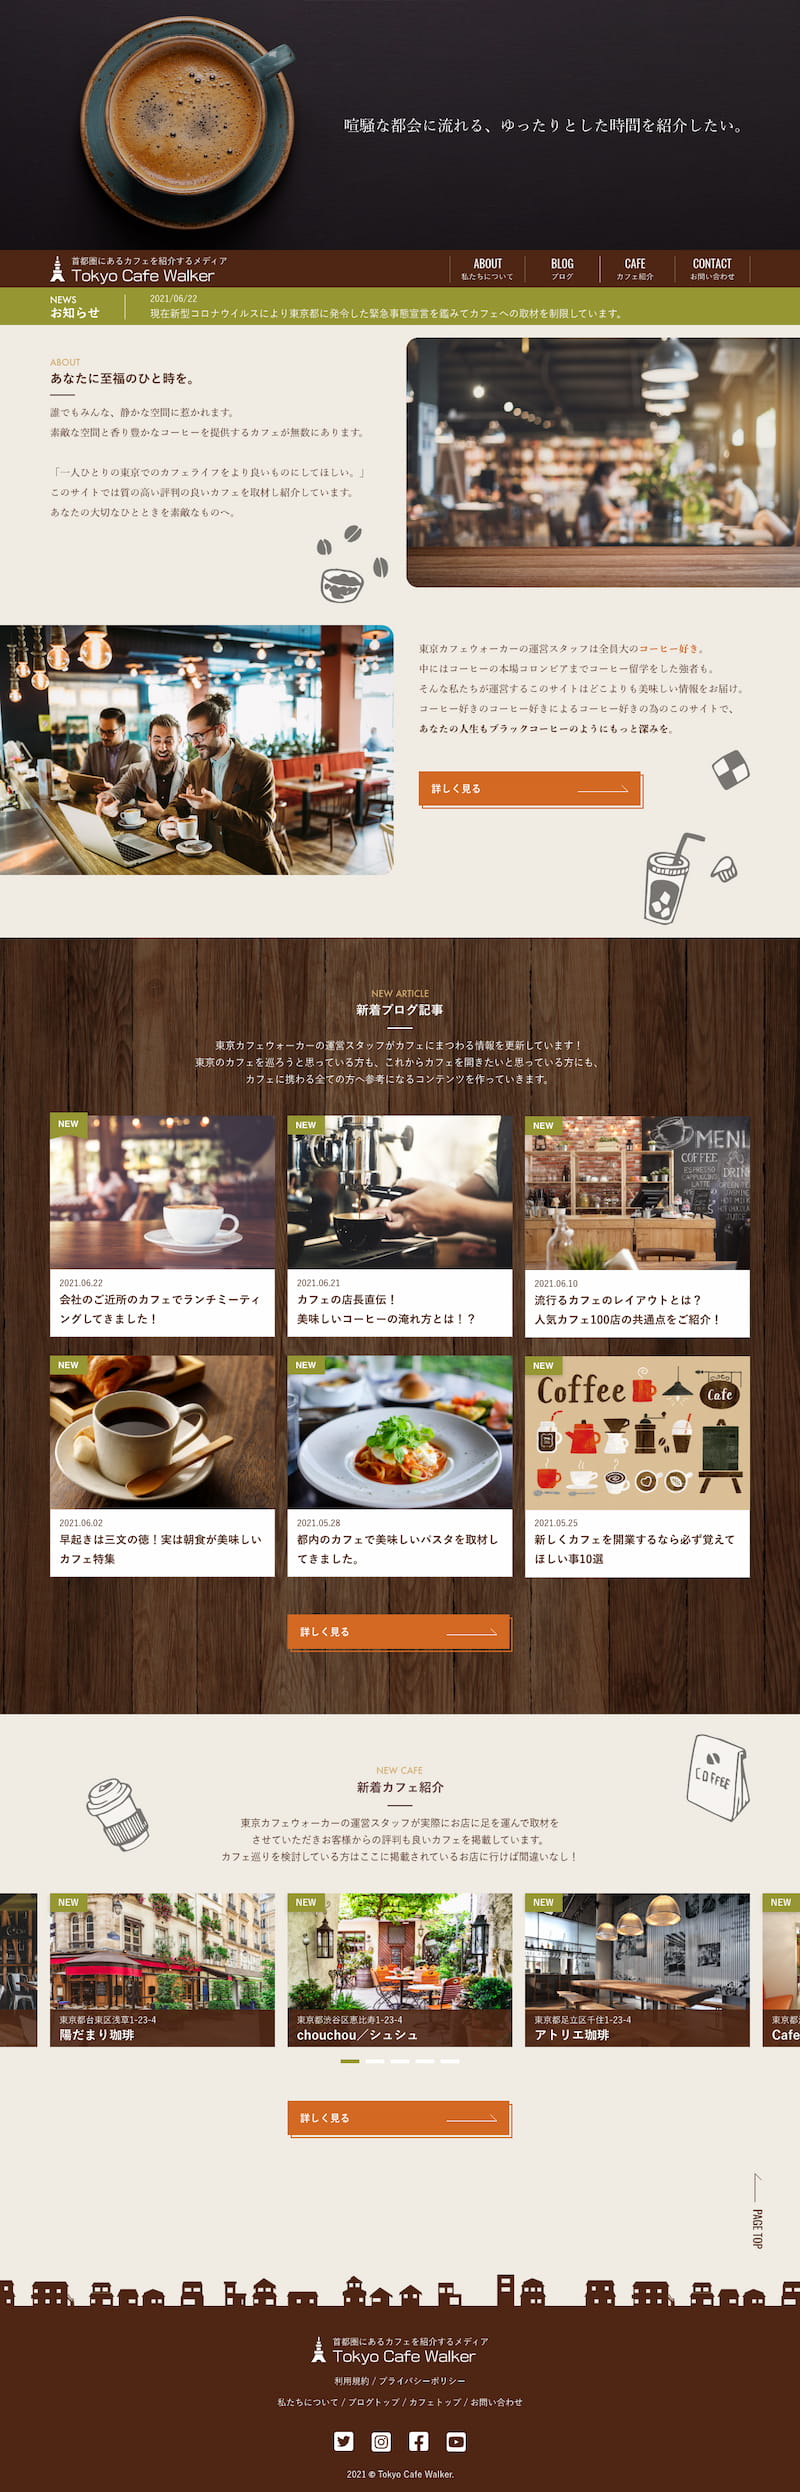 喧騒な都会に流れる、ゆったりとした時間を紹介したい。
首都圏にあるカフェを紹介するメディア
Tokyo Cafe Walker
ABOUT
私たちについて
BLOG
ブログ
CAFE
カフェ紹介
CONTACT
お問い合わせ
NEWS
お知らせ
2021/06/22
現在新型コロナウイルスにより東京都に発令した緊急事態宣言を鑑みてカフェへの取材を制限しています。
ABOUT
あなたに至福のひと時を。
誰でもみんな、静かな空間に惹かれます。
素敵な空間と香り豊かなコーヒーを提供するカフェが無数にあります。
「一人ひとりの東京でのカフェライフをより良いものにしてほしい。」
このサイトでは質の高い評判の良いカフェを取材し紹介しています。
あなたの大切なひとときを素敵なものへ。
東京カフェウォーカーの運営スタッフは全員大のコーヒー好き。
中にはコーヒーの本場コロンビアまでコーヒー留学をした強者も。
そんな私たちが運営するこのサイトはどこよりも美味しい情報をお届け。
コーヒー好きのコーヒー好きによるコーヒー好きの為のこのサイトで、
あなたの人生もブラックコーヒーのようにもっと深みを。
詳しく見る
NEW ARTICLE
新着ブログ記事
東京カフェウォーカーの運営スタッフがカフェにまつわる情報を更新しています！
東京のカフェを巡ろうと思っている方も、これからカフェを開きたいと思っている方にも、
カフェに携わる全ての方へ参考になるコンテンツを作っていきます。
NEW
2021.06.22
会社のご近所のカフェでランチミーティ
ングしてきました！
NEW
2021.06.21
カフェの店長直伝！
美味しいコーヒーの淹れ方とは！？
NEW
MENU
COFFEE
ESPRESSO
CAPPUCCINO
LATTE
DRINK
2021.06.10
流行るカフェのレイアウトとは？
人気カフェ100店の共通点をご紹介！
NEW
2021.06.02
早起きは三文の徳！実は朝食が美味しい
カフェ特集
NEW
2021.05.28
都内のカフェで美味しいパスタを取材し
てきました。
NEW
Coffee
Cafe
2021.05.25
新しくカフェを開業するなら必ず覚えて
ほしい事10選
詳しく見る
COFFEE
NEW CAFE
新着カフェ紹介
東京カフェウォーカーの運営スタッフが実際にお店に足を運んで取材を
させていただきお客様からの評判も良いカフェを掲載しています。
カフェ巡りを検討している方はここに掲載されているお店に行けば間違いなし！
NEW
東京都台東区浅草1-23-4
陽だまり珈琲
NEW
東京都渋谷区恵比寿1-23-4
chouchou／シュシュ
NEW
東京都足立区千住1-23-4
アトリエ珈琲
NEW
東京都
Cafe
詳しく見る
PAGE TOP
首都圏にあるカフェを紹介するメディア
Tokyo Cafe Walker
利用規約 / プライバシーポリシー
私たちについて / ブログトップ / カフェトップ / お問い合わせ
2021 © Tokyo Cafe Walker.